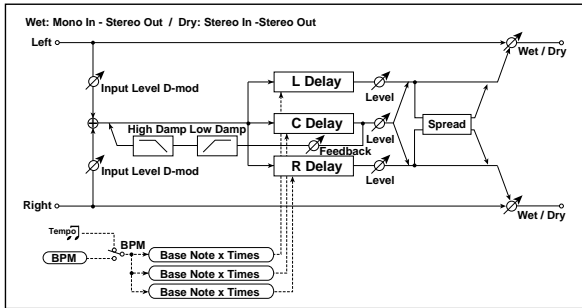 Wet: Mono In - Stereo Out / Dry: Stereo In -Stereo Out
Left
Wet / Dry
Input Level D-mod
L Delay
Level
High Damp Low Damp
C Delay
Level
Spread
Feedback
Input Level D-mod
R Delay
Level
Right
Wet / Dry
Tempo
BPM
BPM
Base Note x Times
Base Note x Times
Base Note x Times